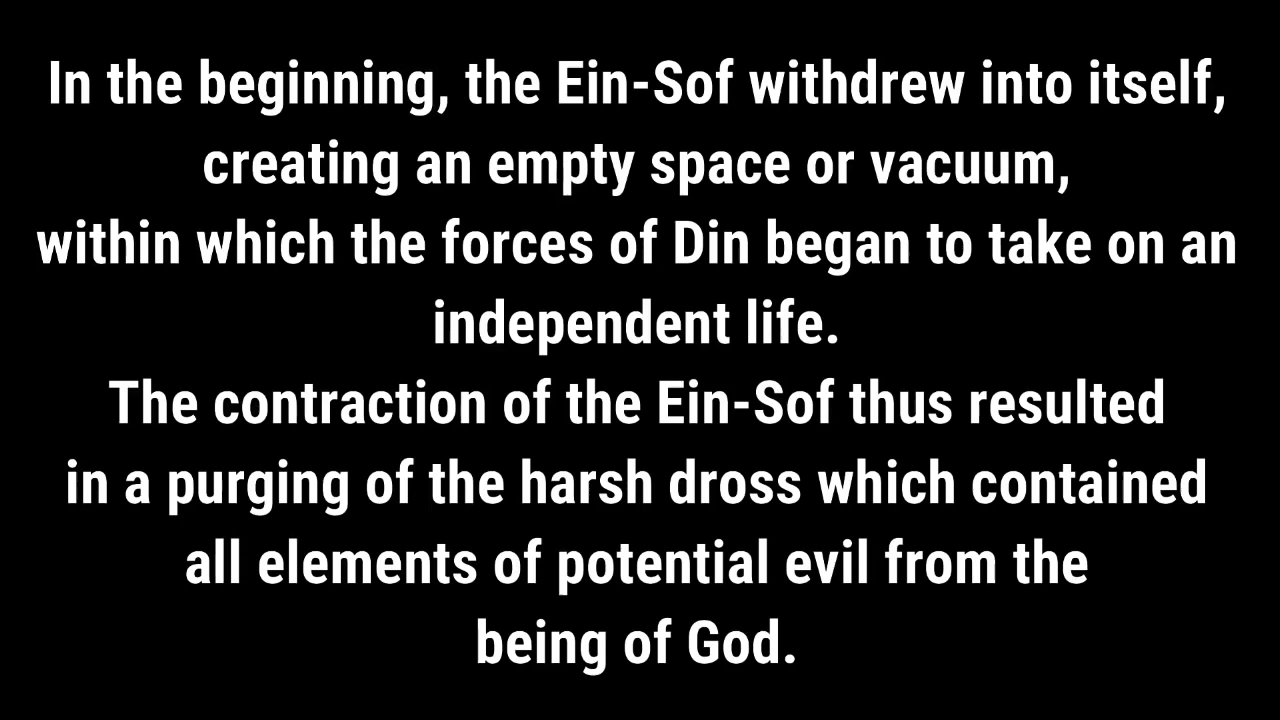 In the beginning, the Ein-Sof withdrew into itself,
creating an empty space or vacuum,
within which the forces of Din began to take on an
independent life.
The contraction of the Ein-Sof thus resulted
in a purging of the harsh dross which contained
all elements of potential evil from the
being of God.